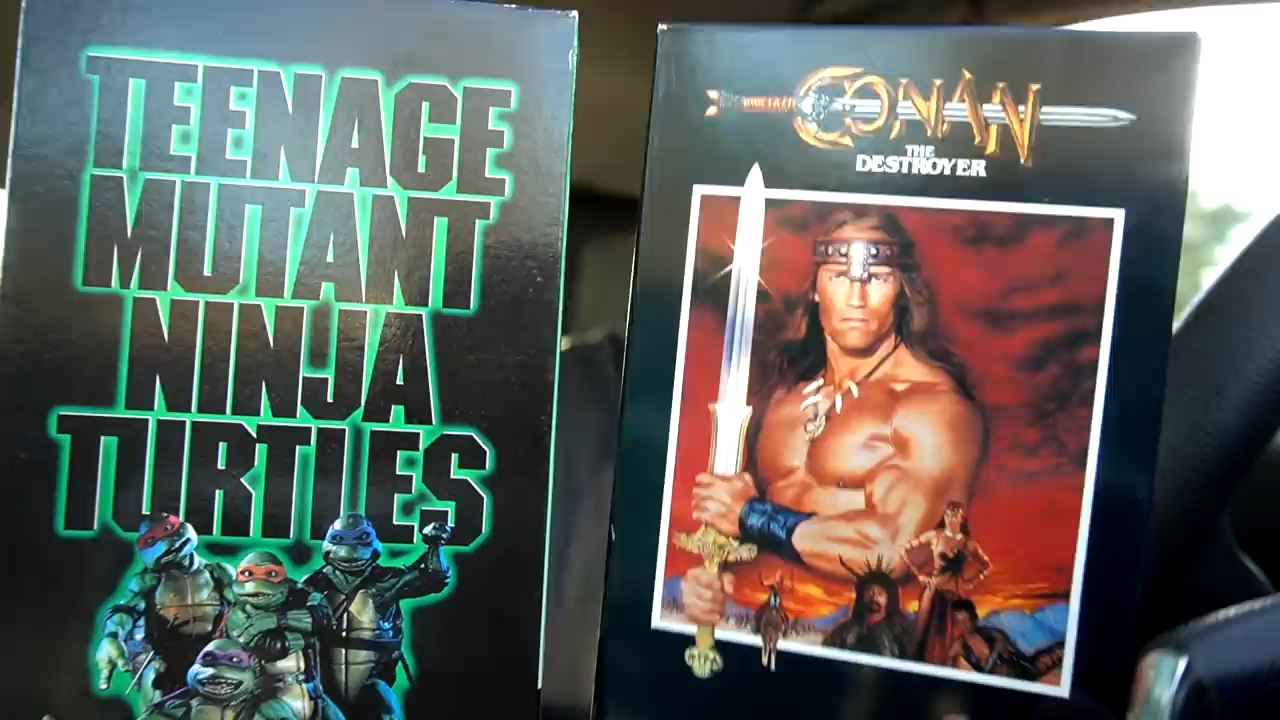 TEENAGE
MUTANT
NINJA
TURTLES
CONAN
THE
DESTROYER